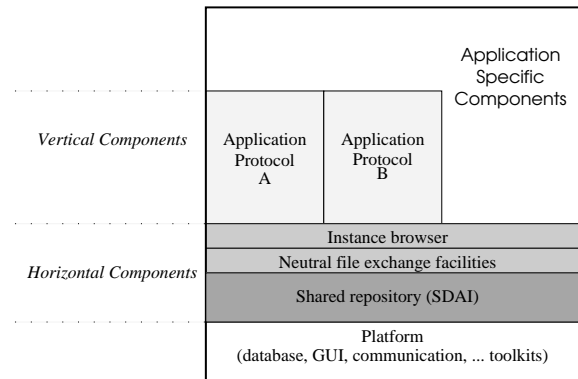 Application
Specific
Components
Vertical Components
Application
Protocol
A
Application
Protocol
B
Instance browser
Horizontal Components
Neutral file exchange facilities
Shared repository (SDAI)
Platform
(database, GUI, communication, ... toolkits)